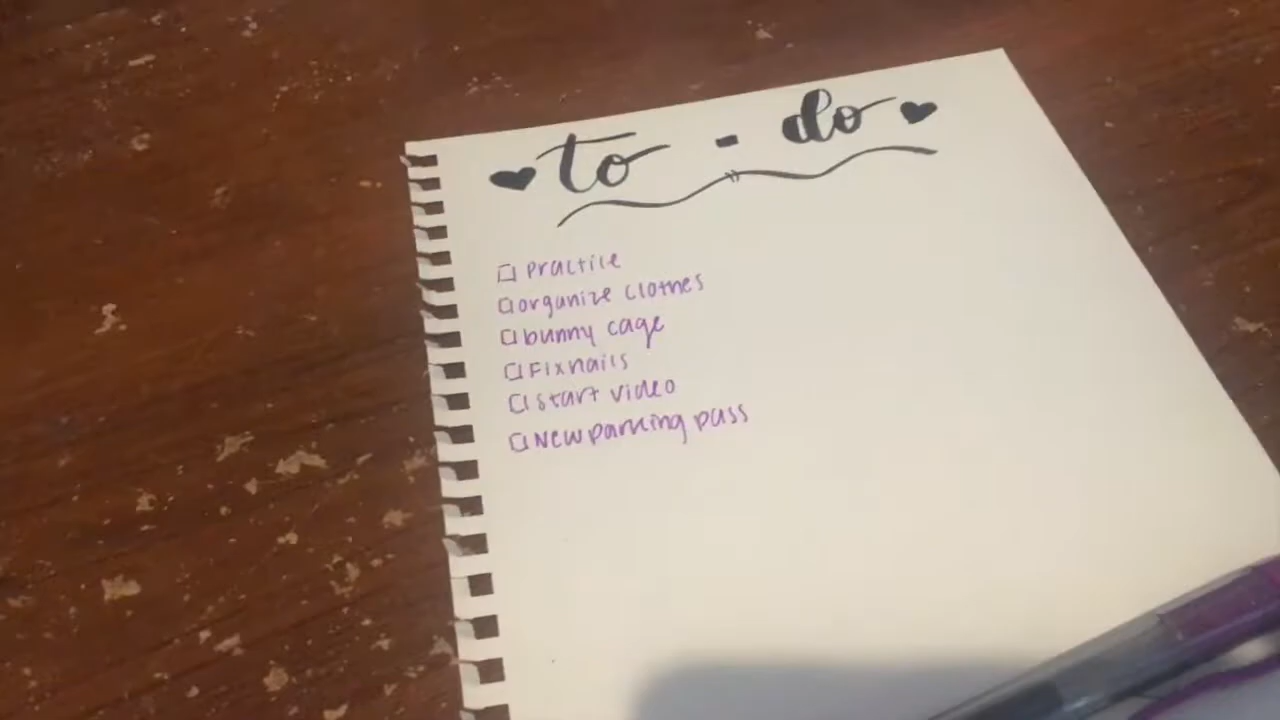 to - do
practice
organize clothes
bunny cage
Fix nails
start video
New parking pass